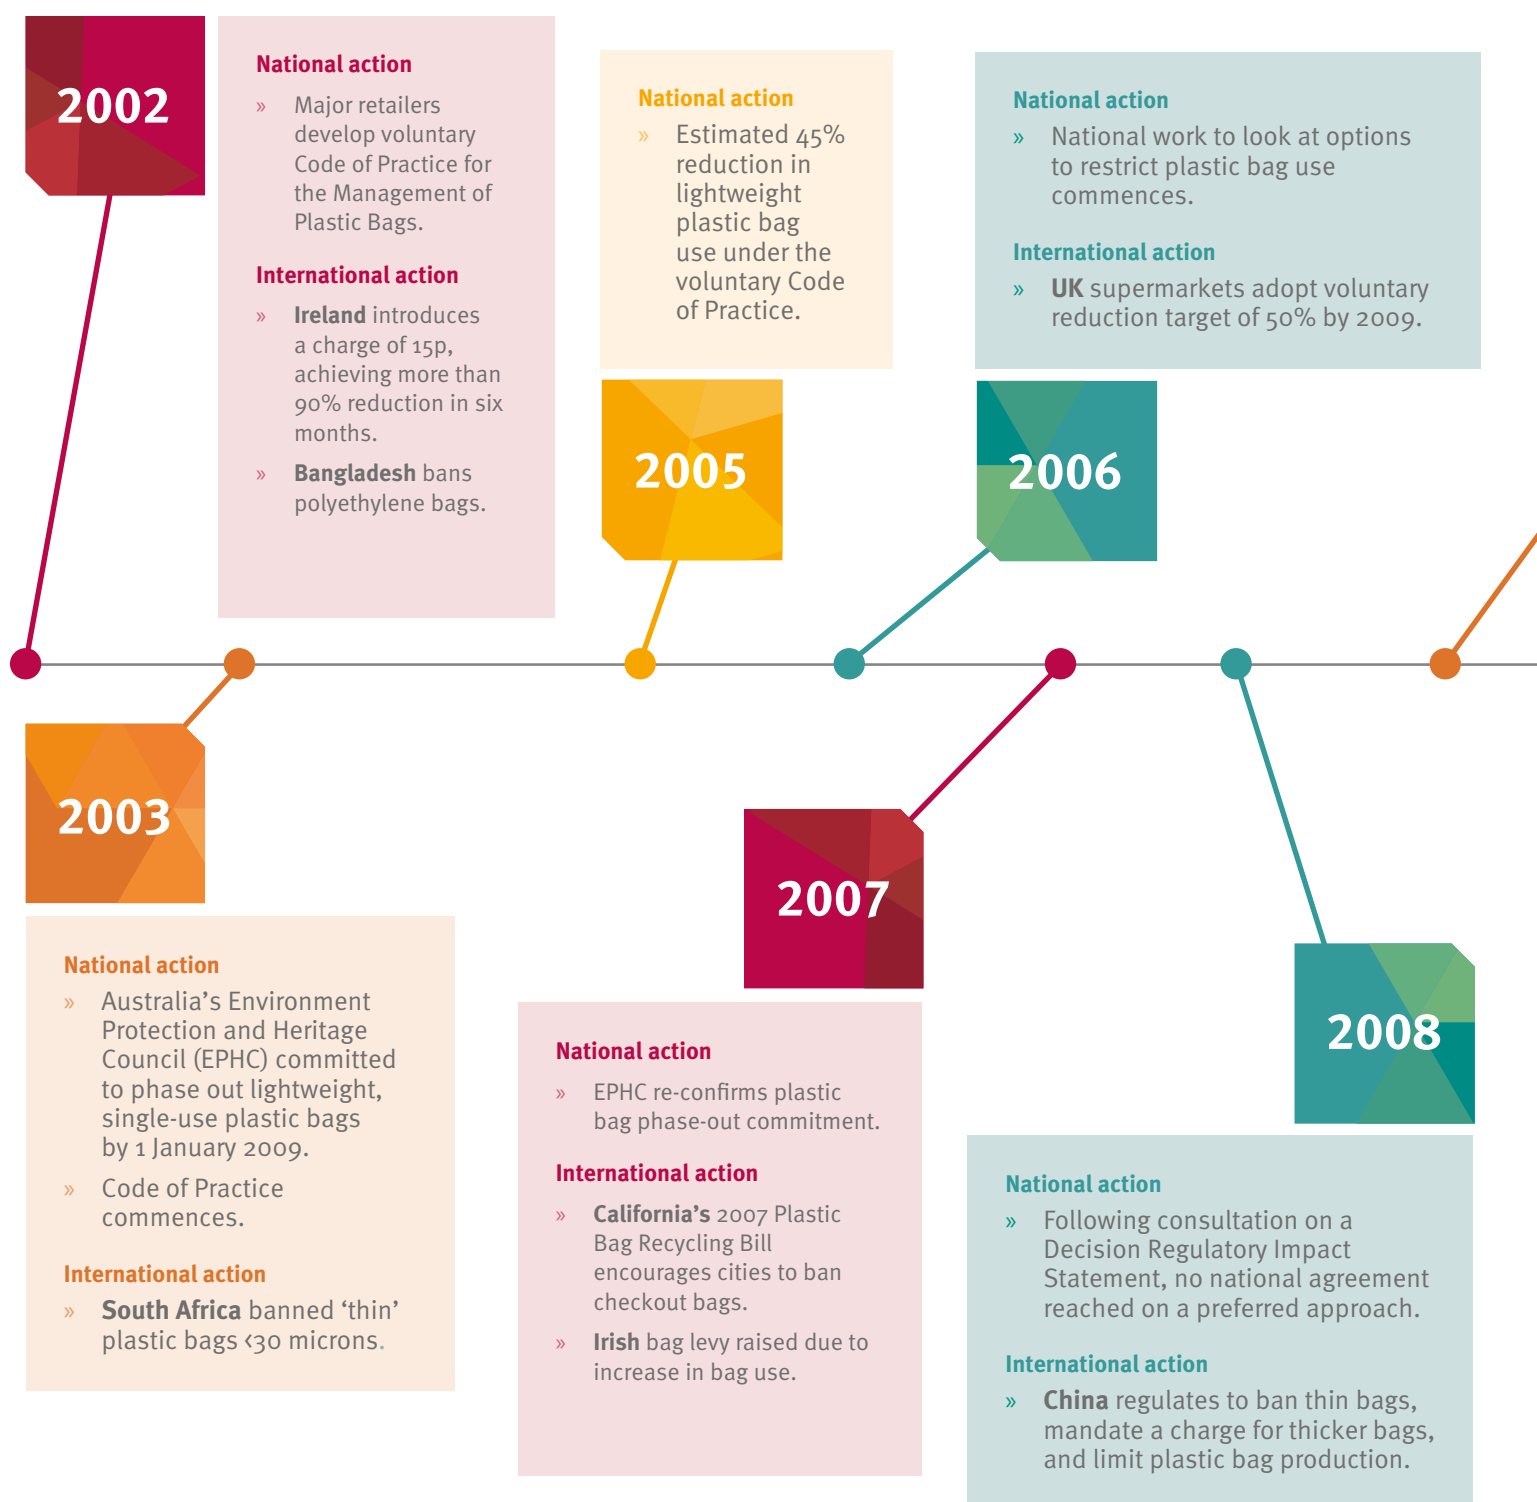 2002
National action
» Major retailers
develop voluntary
Code of Practice for
the Management of
Plastic Bags.
International action
» Ireland introduces
a charge of 15p,
achieving more than
90% reduction in six
months.
» Bangladesh bans
polyethylene bags.
2003
National action
» Australia’s Environment
Protection and Heritage
Council (EPHC) committed
to phase out lightweight,
single-use plastic bags
by 1 January 2009.
» Code of Practice
commences.
International action
» South Africa banned ‘thin’
plastic bags <30 microns.
National action
» Estimated 45%
reduction in
lightweight
plastic bag
use under the
voluntary Code
of Practice.
2005
National action
» National work to look at options
to restrict plastic bag use
commences.
International action
» UK supermarkets adopt voluntary
reduction target of 50% by 2009.
2006
2007
National action
» EPHC re-confirms plastic
bag phase-out commitment.
International action
» California’s 2007 Plastic
Bag Recycling Bill
encourages cities to ban
checkout bags.
» Irish bag levy raised due to
increase in bag use.
2008
National action
» Following consultation on a
Decision Regulatory Impact
Statement, no national agreement
reached on a preferred approach.
International action
» China regulates to ban thin bags,
mandate a charge for thicker bags,
and limit plastic bag production.